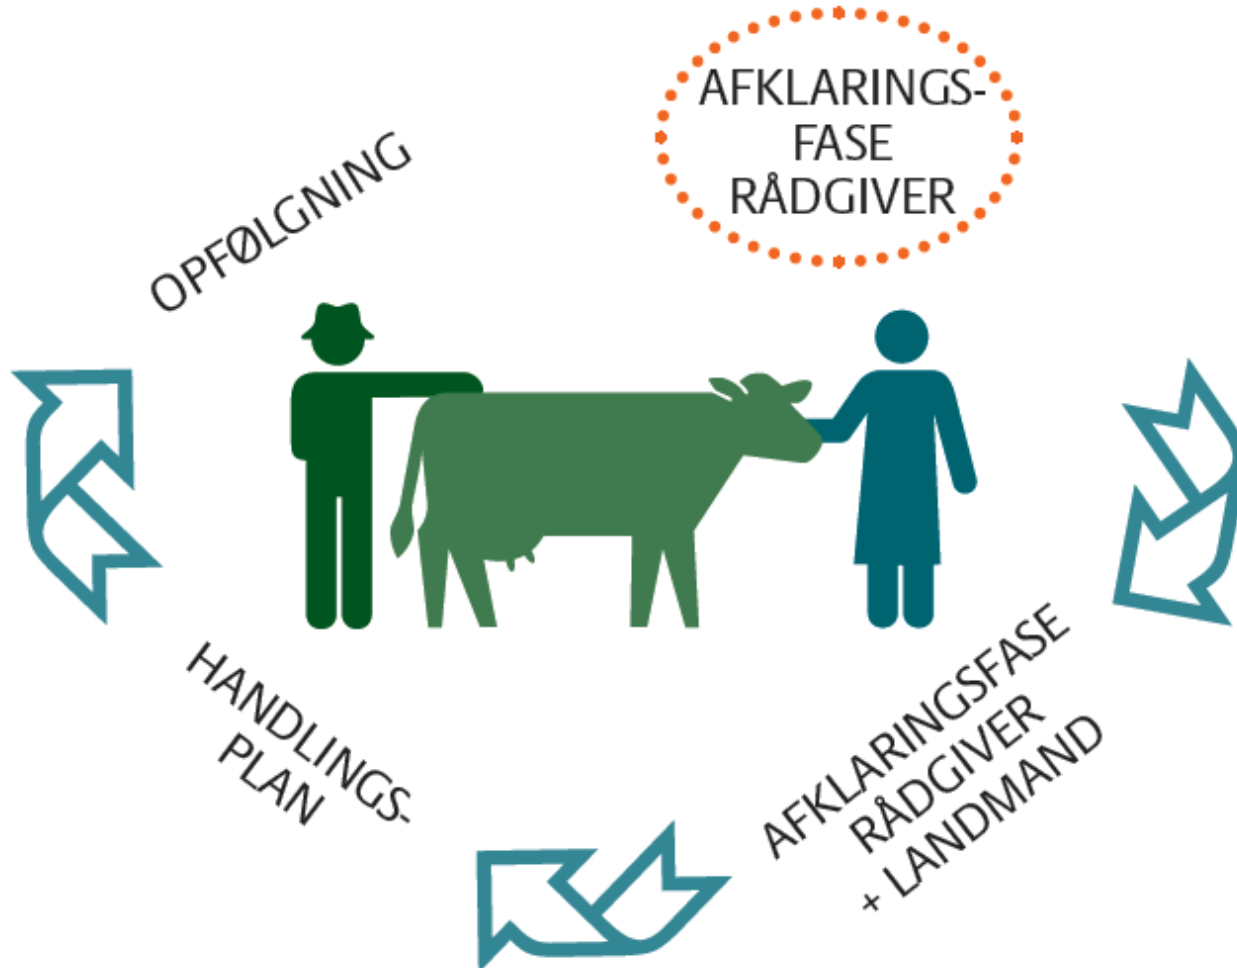 AFKLARINGS-
FASE
RÅDGIVER
AFKLARINGSFASE
RÅDGIVER
+ LANDMAND
HANDLINGS-
PLAN
OPFØLGNING